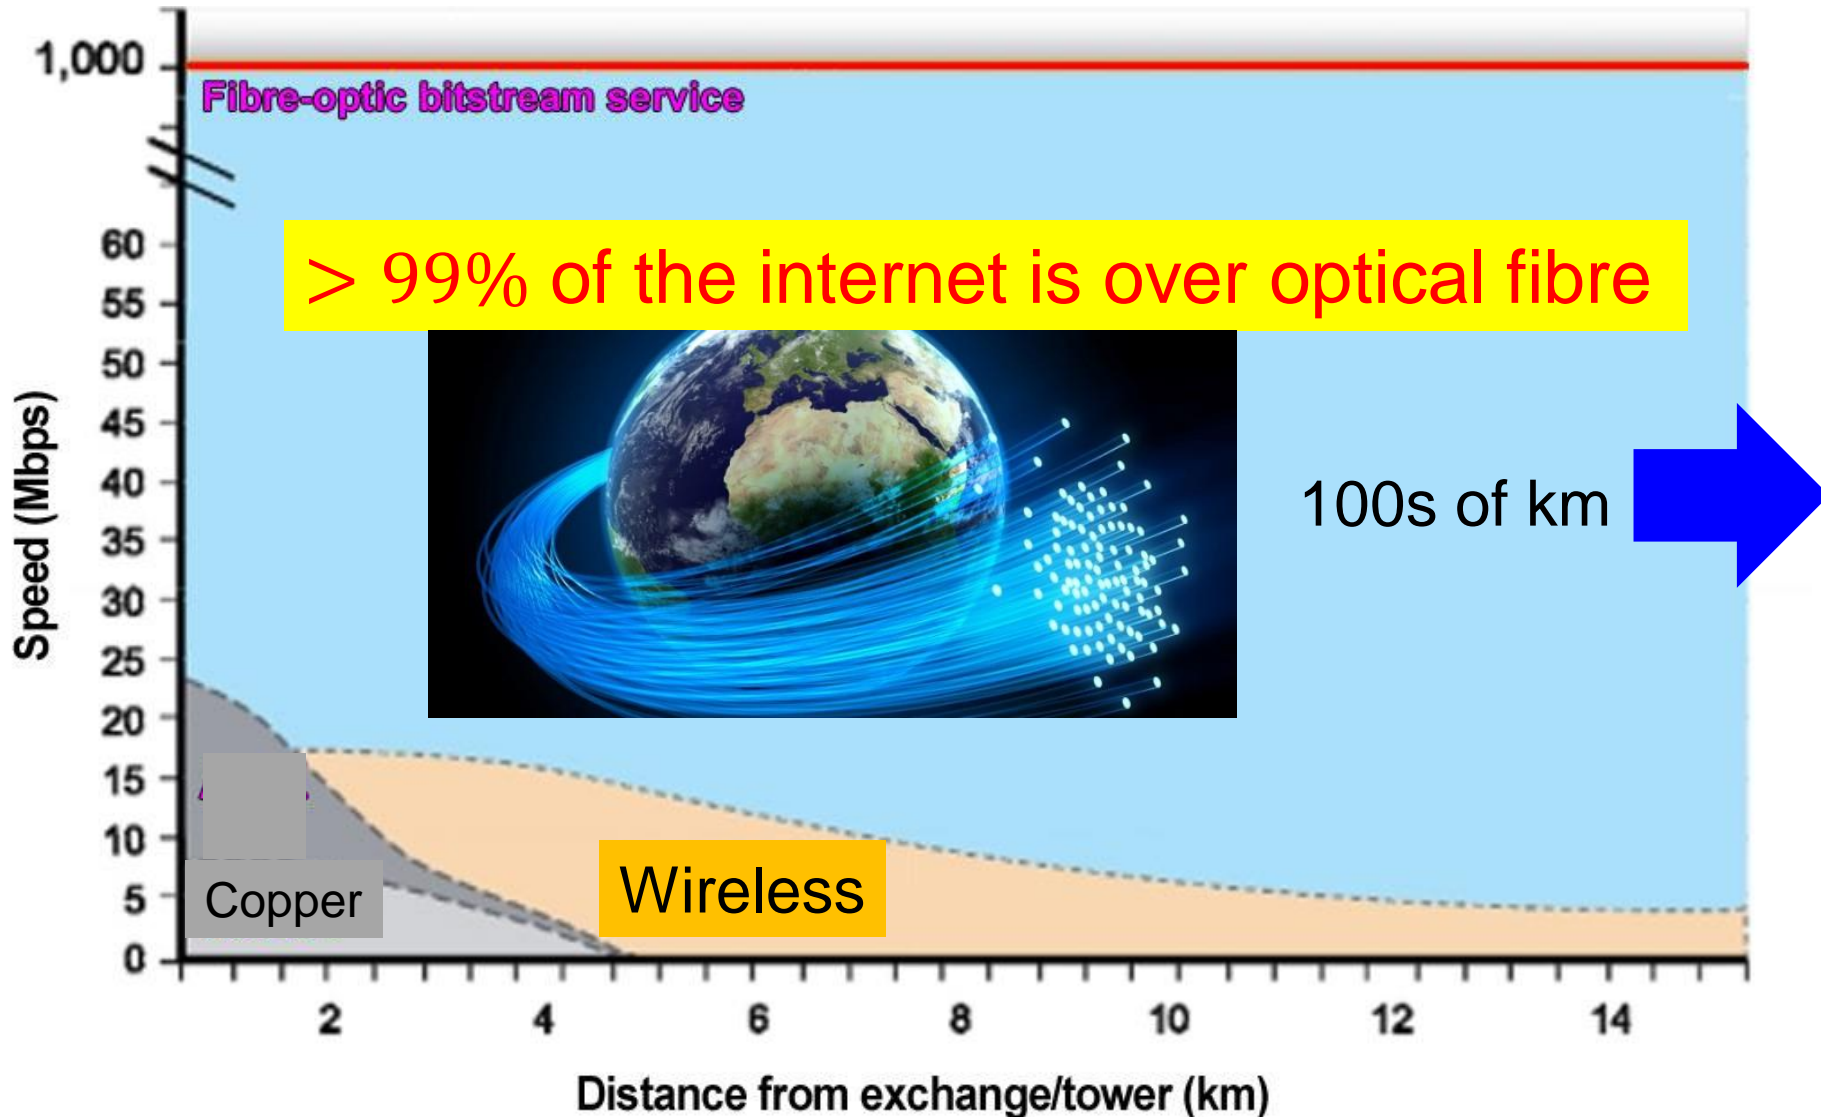 1,000
Fibre-optic bitstream service
60
55
50
45
40
35
30
25
20
15
10
5
0
Speed (Mbps)
> 99% of the internet is over optical fibre
100s of km
Copper
Wireless
2 4 6 8 10 12 14
Distance from exchange/tower (km)